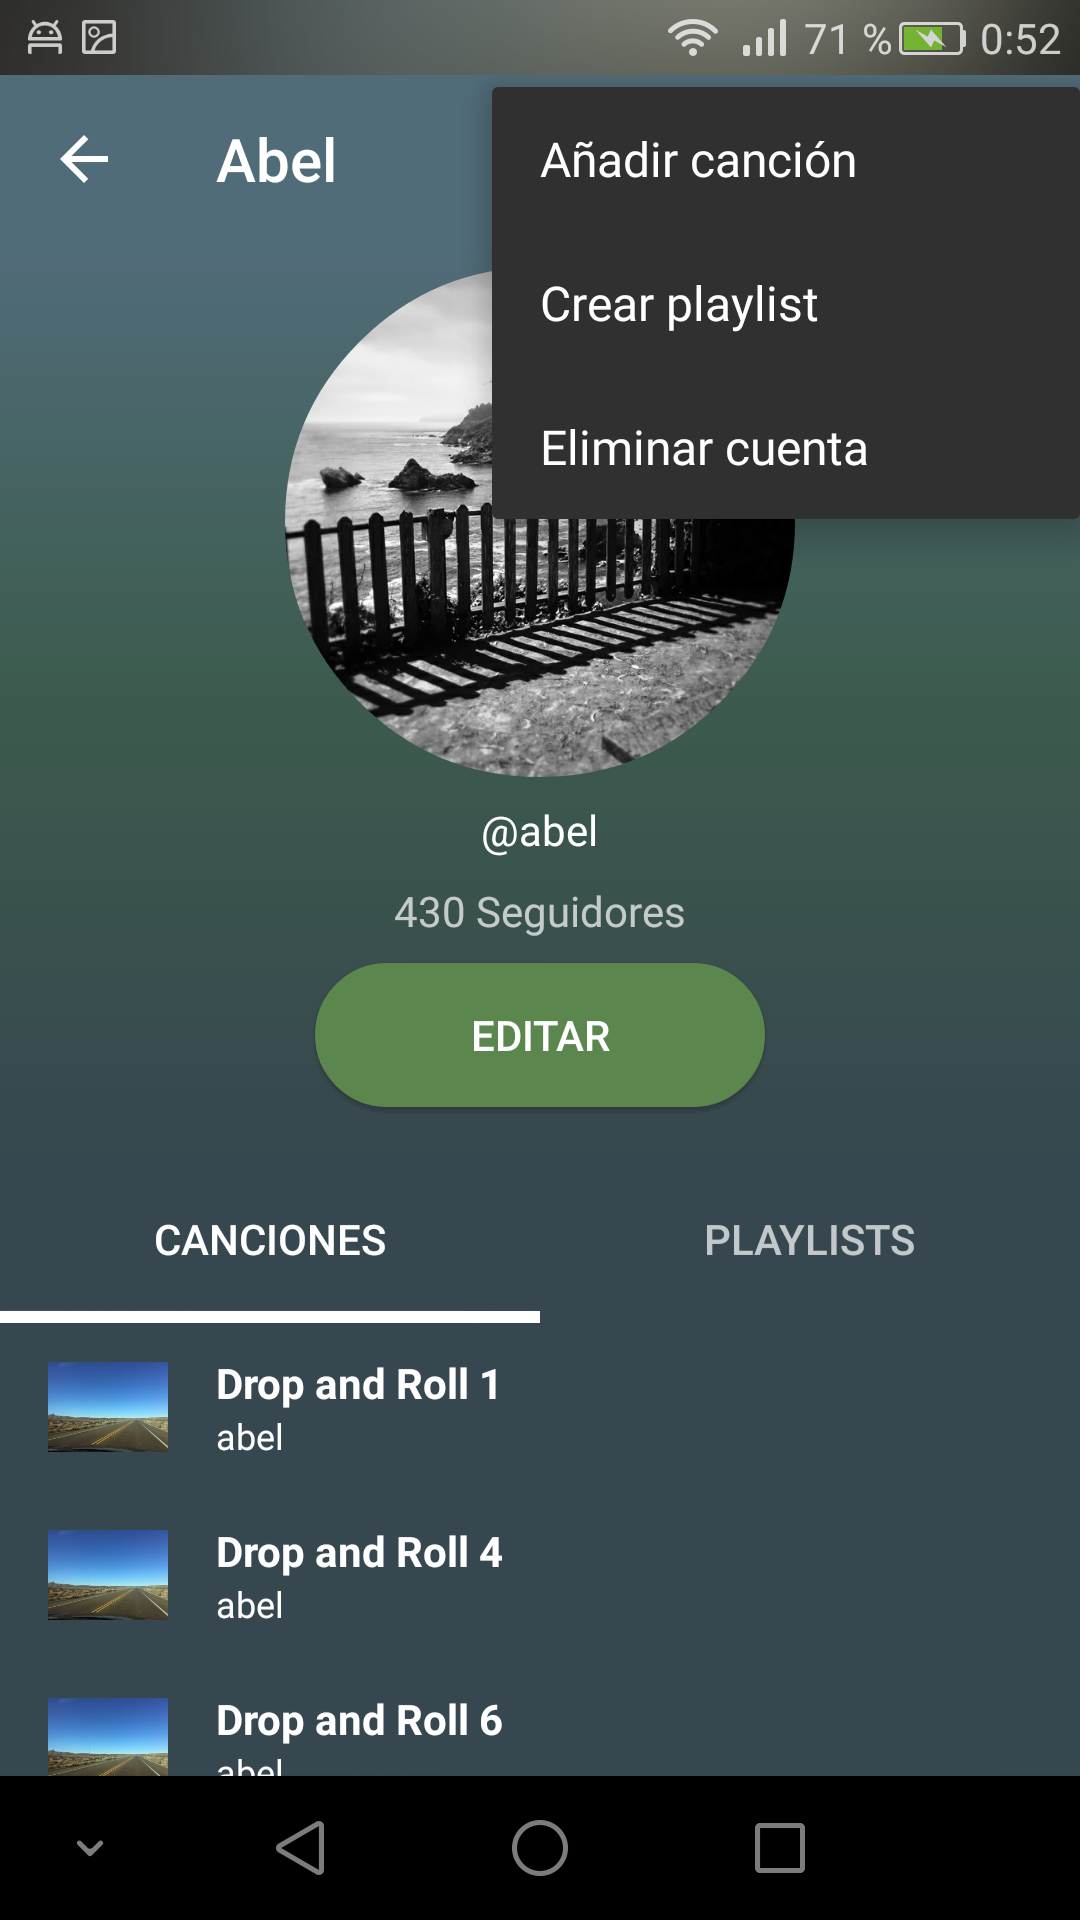 71 % 0:52
Abel
Añadir canción
Crear playlist
Eliminar cuenta
@abel
430 Seguidores
EDITAR
CANCIONES PLAYLISTS
Drop and Roll 1
abel
Drop and Roll 4
abel
Drop and Roll 6
abel